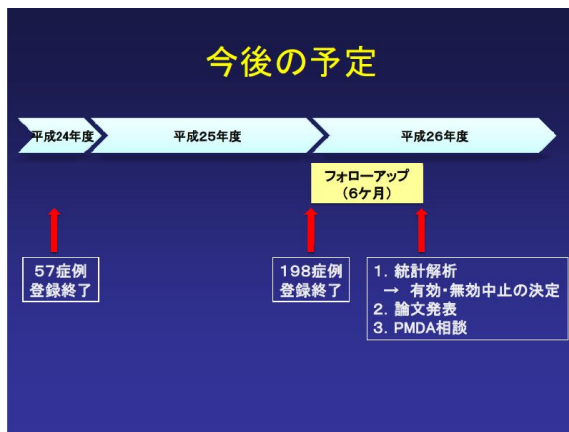 今後の予定
平成24年度
平成25年度
平成26年度
フォローアップ
(6ケ月)
57症例
登録終了
198症例
登録終了
1. 統計解析
→ 有効・無効中止の決定
2. 論文発表
3. PMDA相談